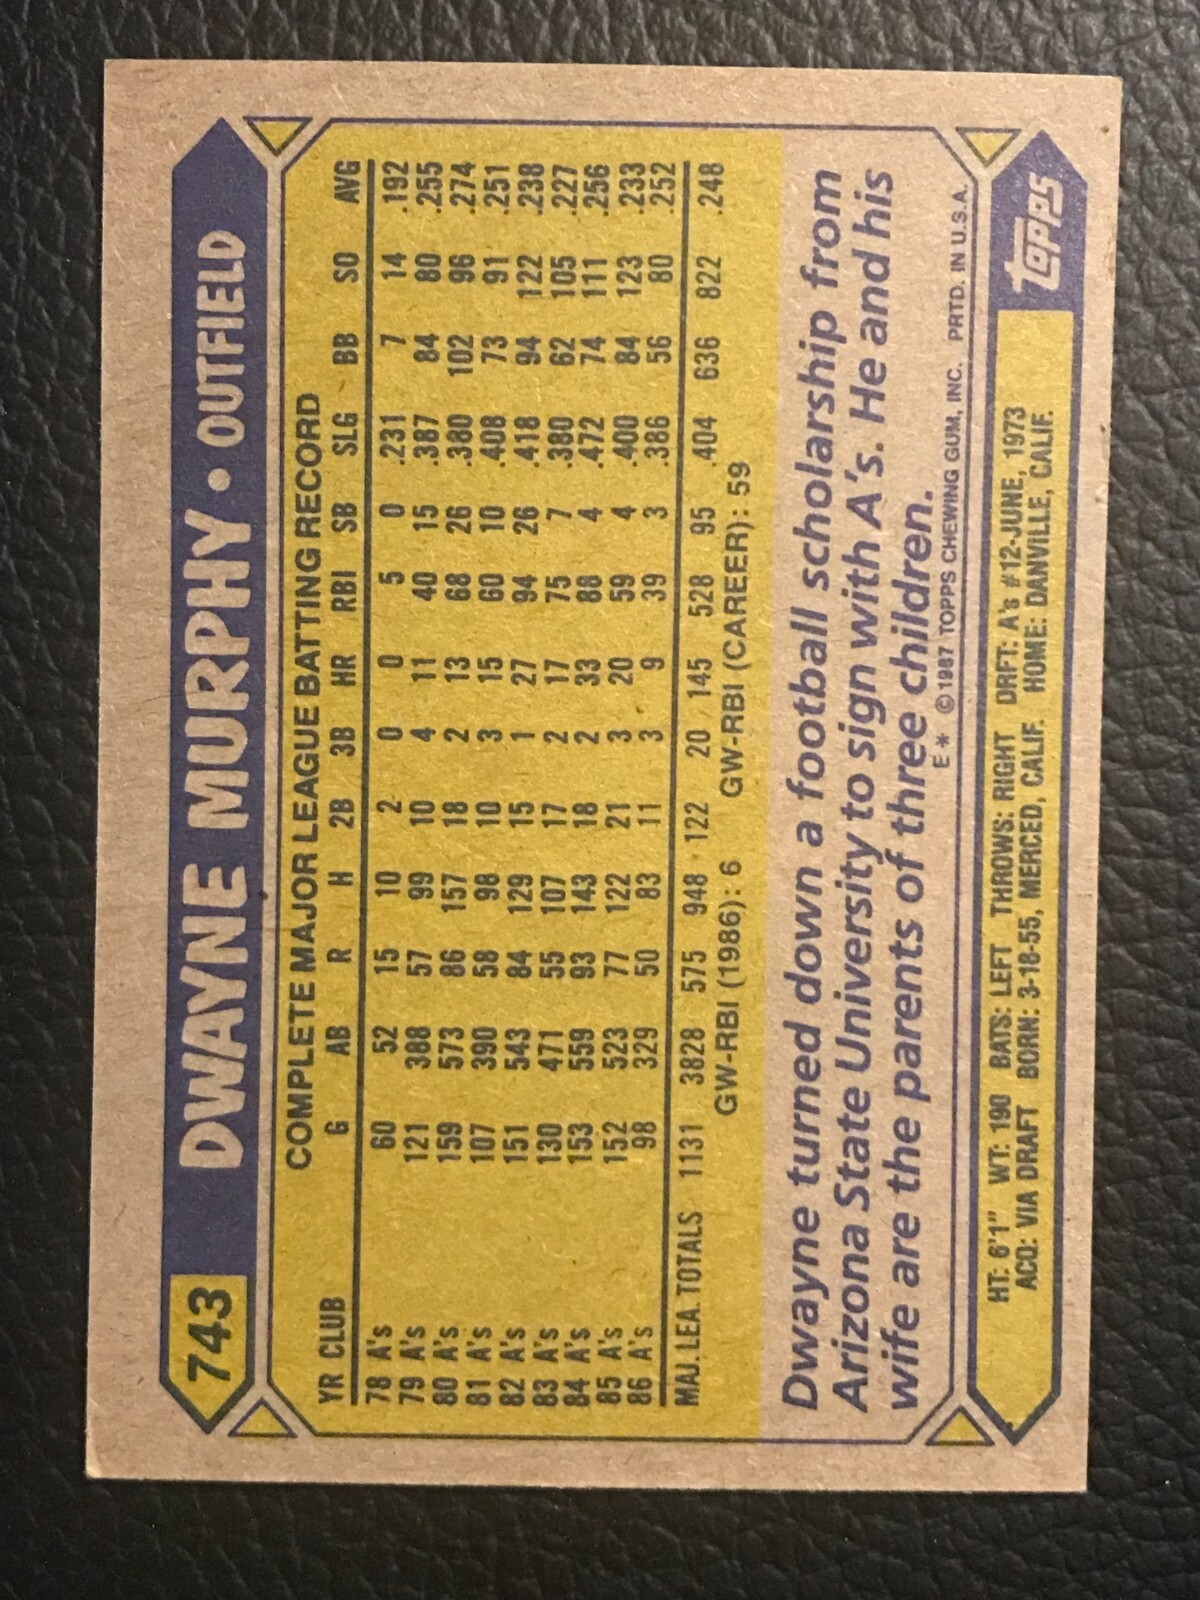 743 DWAYNE MURPHY • OUTFIELD
COMPLETE MAJOR LEAGUE BATTING RECORD
YR CLUB G AB R H 2B 3B HR RBI SB SLG BB SO AVG
78 A's 60 52 15 10 2 0 0 5 0 .231 7 14 .192
79 A's 121 388 57 99 10 4 11 40 15 .387 84 80 .255
80 A's 159 573 86 157 18 2 13 68 26 .380 102 96 .274
81 A's 107 390 58 98 10 3 15 60 10 .408 73 91 .251
82 A's 151 543 84 129 15 1 27 94 26 .418 94 122 .238
83 A's 130 471 55 107 17 2 17 75 7 .380 62 105 .227
84 A's 153 559 93 143 18 2 33 88 4 .472 74 111 .256
85 A's 152 523 77 122 21 3 20 59 4 .400 84 123 .233
86 A's 98 329 50 83 11 3 9 39 3 .386 56 80 .252
MAJ. LEA. TOTALS 1131 3828 575 948 122 20 145 528 95 .404 636 822 .248
GW-RBI (1986): 6 GW-RBI (CAREER): 59
Dwayne turned down a football scholarship from
Arizona State University to sign with A's. He and his
wife are the parents of three children.
E* © 1987 TOPPS CHEWING GUM, INC. PRTD. IN U.S.A.
HT: 6'1" WT: 190 BATS: LEFT THROWS: RIGHT DRFT: A's #12-JUNE, 1973
ACQ: VIA DRAFT BORN: 3-18-55, MERCED, CALIF. HOME: DANVILLE, CALIF.
TOPPS